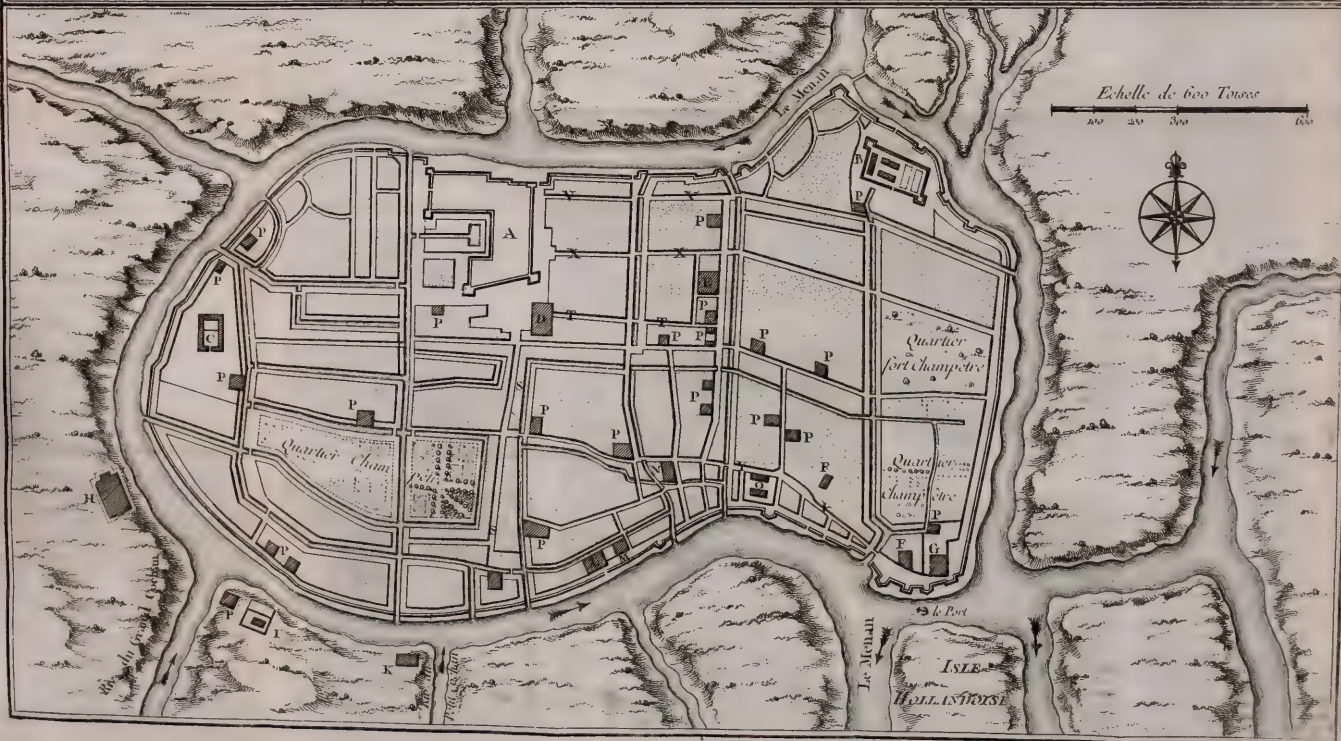 Echelle de 600 Toises
100 200 300 600
Le Menan
B
P
V V
P
A
X X
P
P
E
C
P
P
D
T T
P P
P
P
Quartier
fort Champêtre
P
P
P
P
P
P
P
Quartier Cham
pêtre
Quartier
Champêtre
H
F
O
P
P
P
F
G
P
I
le Port
K
Le Menan
ISLE
HOLLANDOISE